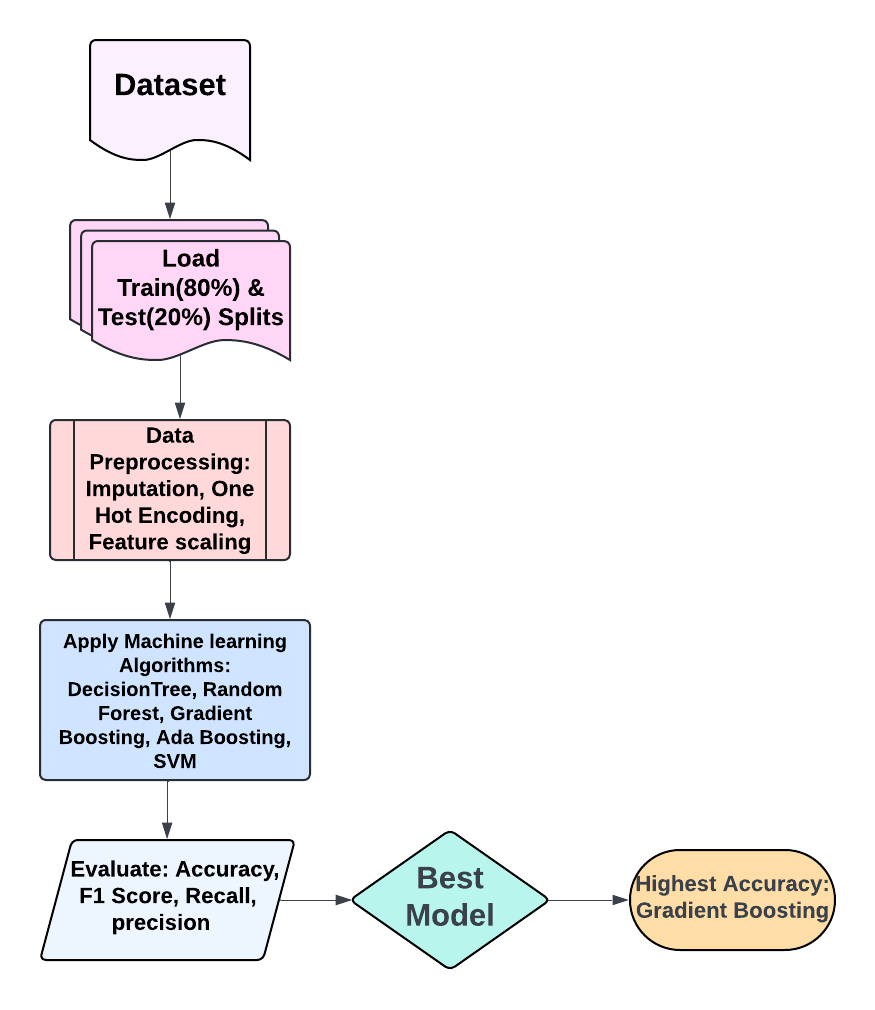 Dataset
Load
Train(80%) &
Test(20%) Splits
Data
Preprocessing:
Imputation, One
Hot Encoding,
Feature scaling
Apply Machine learning
Algorithms:
DecisionTree, Random
Forest, Gradient
Boosting, Ada Boosting,
SVM
Evaluate: Accuracy,
F1 Score, Recall,
precision
Best
Model
Highest Accuracy:
Gradient Boosting